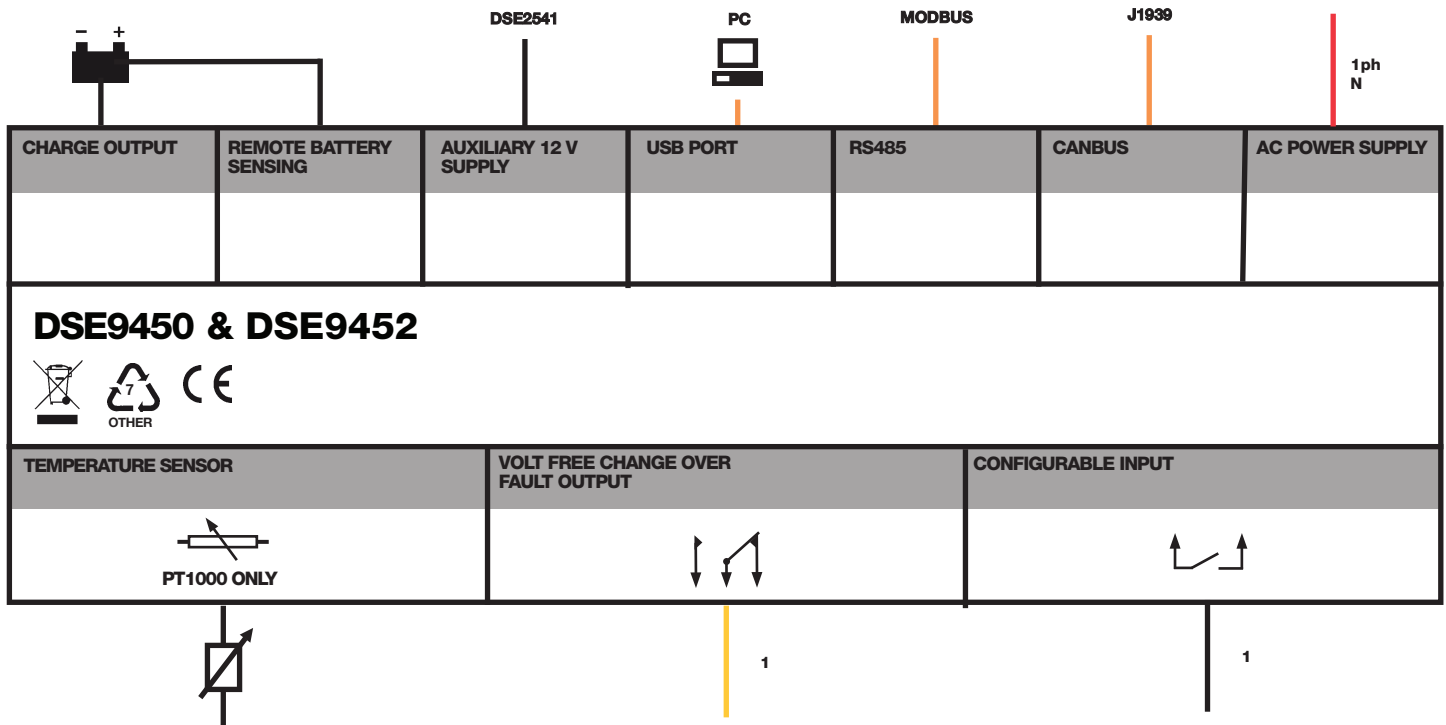 DSE2541
PC
MODBUS
J1939
- +
1ph
N
CHARGE OUTPUT
REMOTE BATTERY
SENSING
AUXILIARY 12 V
SUPPLY
USB PORT
RS485
CANBUS
AC POWER SUPPLY
DSE9450 & DSE9452
7
OTHER
CE
TEMPERATURE SENSOR
VOLT FREE CHANGE OVER
FAULT OUTPUT
CONFIGURABLE INPUT
PT1000 ONLY
1
1